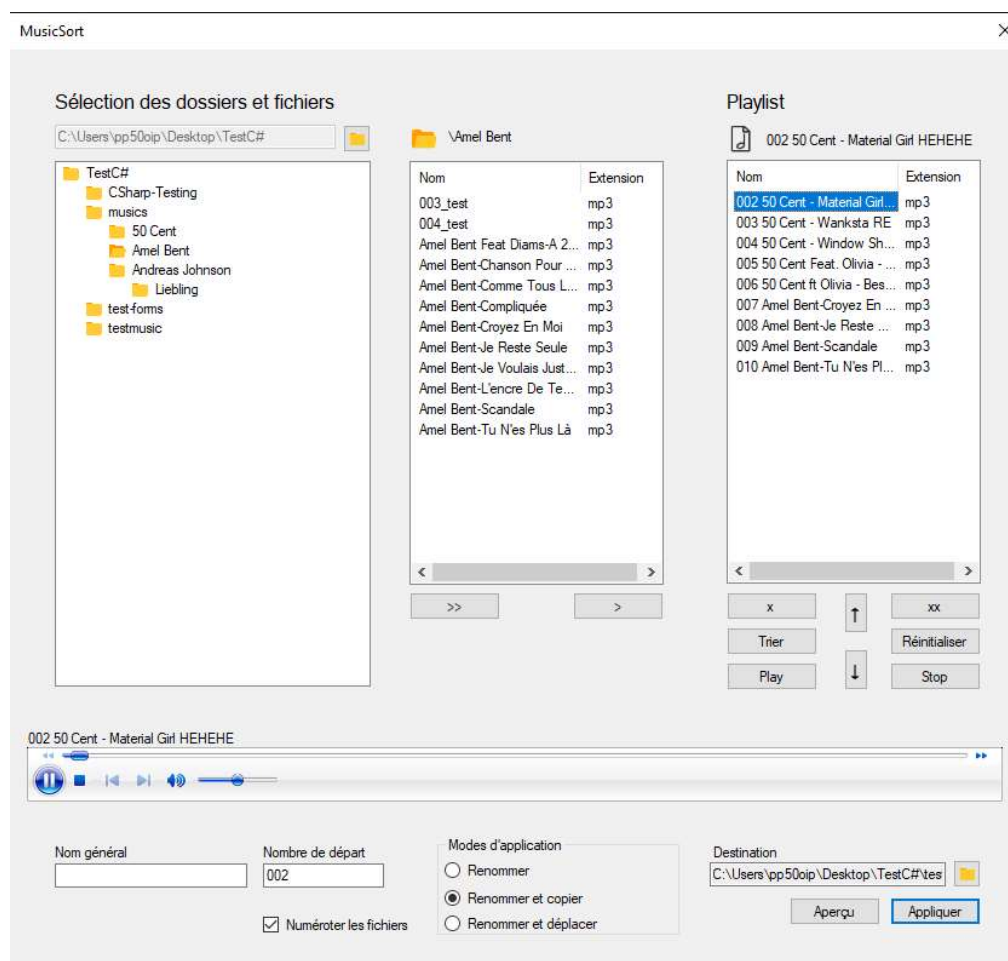 MusicSort
Sélection des dossiers et fichiers
C:\Users\pp50oip\Desktop\TestC#
TestC#
CSharp-Testing
musics
50 Cent
Amel Bent
Andreas Johnson
Liebling
test-forms
testmusic
\Amel Bent
Nom Extension
003_test mp3
004_test mp3
Amel Bent Feat Diams-A 2... mp3
Amel Bent-Chanson Pour ... mp3
Amel Bent-Comme Tous L... mp3
Amel Bent-Compliquée mp3
Amel Bent-Croyez En Moi mp3
Amel Bent-Je Reste Seule mp3
Amel Bent-Je Voulais Just... mp3
Amel Bent-L'encre De Te... mp3
Amel Bent-Scandale mp3
Amel Bent-Tu N'es Plus Là mp3
>> >
Playlist
002 50 Cent - Material Girl HEHEHE
Nom Extension
002 50 Cent - Material Girl... mp3
003 50 Cent - Wanksta RE mp3
004 50 Cent - Window Sh... mp3
005 50 Cent Feat. Olivia - ... mp3
006 50 Cent ft Olivia - Bes... mp3
007 Amel Bent-Croyez En ... mp3
008 Amel Bent-Je Reste ... mp3
009 Amel Bent-Scandale mp3
010 Amel Bent-Tu N'es Pl... mp3
x ↑ xx
Trier Réinitialiser
Play ↓ Stop
002 50 Cent - Material Girl HEHEHE
Nom général
Nombre de départ
002
Numéroter les fichiers
Modes d'application
Renommer
Renommer et copier
Renommer et déplacer
Destination
C:\Users\pp50oip\Desktop\TestC#\tes
Aperçu Appliquer